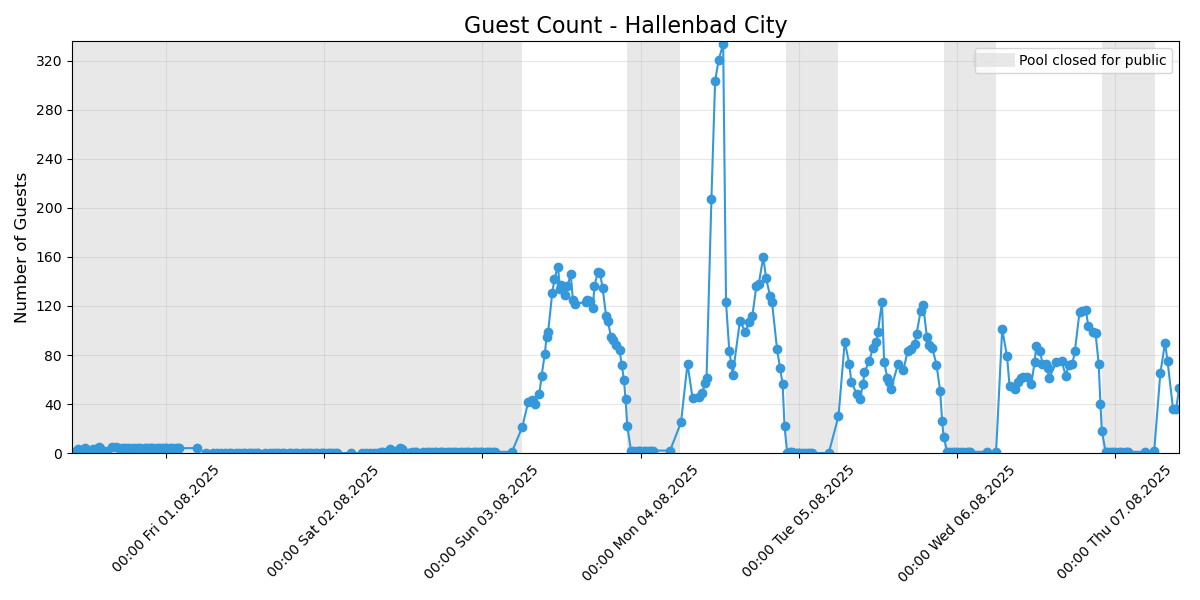 Guest Count - Hallenbad City
Pool closed for public
Number of Guests
320
280
240
200
160
120
80
40
0
00:00 Fri 01.08.2025
00:00 Sat 02.08.2025
00:00 Sun 03.08.2025
00:00 Mon 04.08.2025
00:00 Tue 05.08.2025
00:00 Wed 06.08.2025
00:00 Thu 07.08.2025